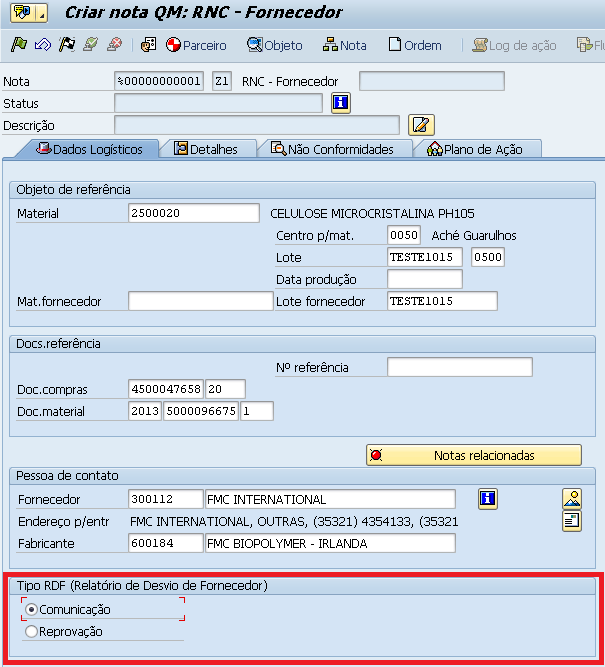 Criar nota QM: RNC - Fornecedor
Parceiro Objeto Nota Ordem Log de ação Flu
Nota %00000000001 Z1 RNC - Fornecedor
Status
Descrição
Dados Logísticos Detalhes Não Conformidades Plano de Ação
Objeto de referência
Material 2500020 CELULOSE MICROCRISTALINA PH105
Centro p/mat. 0050 Aché Guarulhos
Lote TESTE1015 0500
Data produção
Mat.fornecedor Lote fornecedor TESTE1015
Docs.referência
Nº referência
Doc.compras 4500047658 20
Doc.material 2013 5000096675 1
Notas relacionadas
Pessoa de contato
Fornecedor 300112 FMC INTERNATIONAL
Endereço p/entr FMC INTERNATIONAL, OUTRAS, (35321) 4354133, (35321
Fabricante 600184 FMC BIOPOLYMER - IRLANDA
Tipo RDF (Relatório de Desvio de Fornecedor)
Comunicação
Reprovação